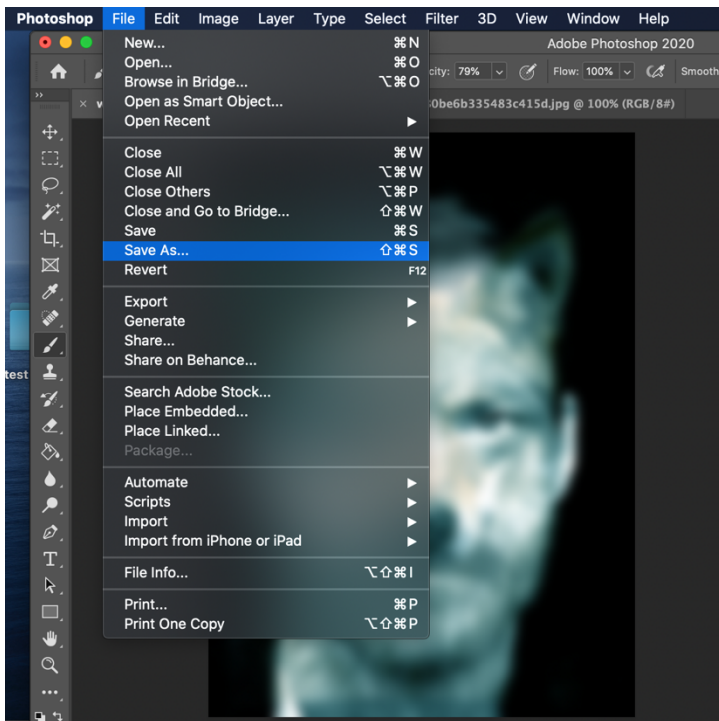 Photoshop File Edit Image Layer Type Select Filter 3D View Window Help
Adobe Photoshop 2020
New... ⌘N
Open... ⌘O
Browse in Bridge... ⌥⌘O
Open as Smart Object...
Open Recent ▶
city: 79% Flow: 100% Smooth
× w 80be6b335483c415d.jpg @ 100% (RGB/8#)
Close ⌘W
Close All ⌥⌘W
Close Others ⌥⌘P
Close and Go to Bridge... ⇧⌘W
Save ⌘S
Save As... ⇧⌘S
Revert F12
Export ▶
Generate ▶
Share...
Share on Behance...
test
Search Adobe Stock...
Place Embedded...
Place Linked...
Package...
Automate ▶
Scripts ▶
Import ▶
Import from iPhone or iPad ▶
File Info... ⌥⇧⌘I
Print... ⌘P
Print One Copy ⌥⇧⌘P